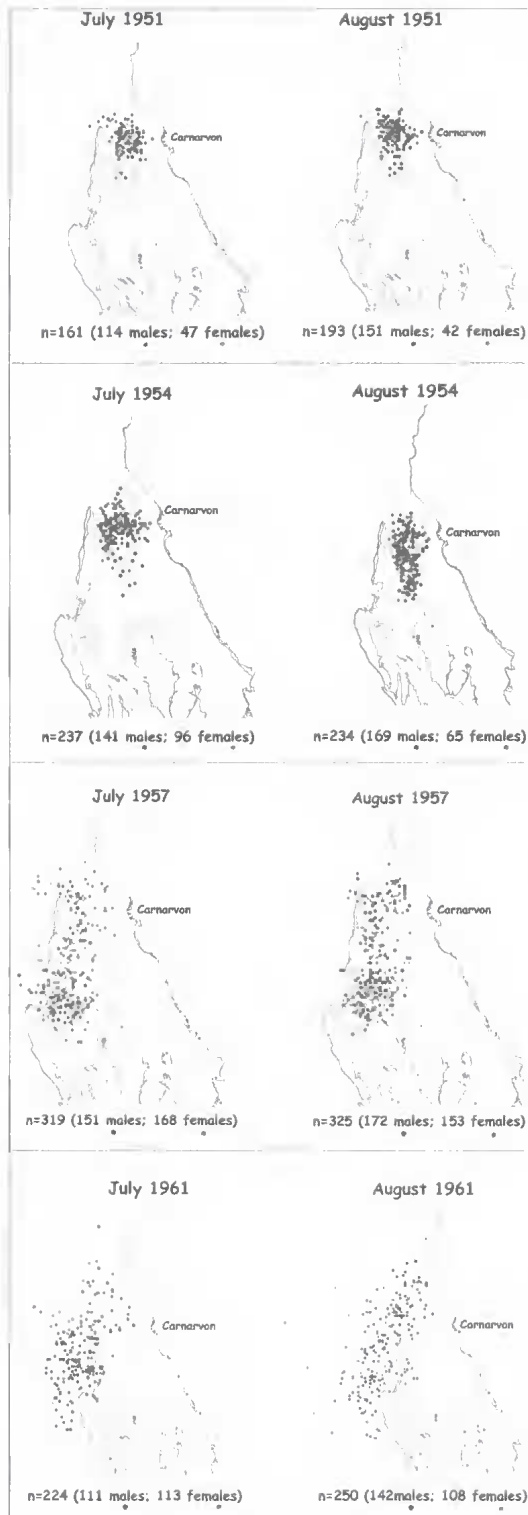 July 1951
August 1951
Carnarvon
Carnarvon
n=161 (114 males; 47 females)
n=193 (151 males; 42 females)
July 1954
August 1954
Carnarvon
Carnarvon
n=237 (141 males; 96 females)
n=234 (169 males; 65 females)
July 1957
August 1957
Carnarvon
Carnarvon
n=319 (151 males; 168 females)
n=325 (172 males; 153 females)
July 1961
August 1961
Carnarvon
Carnarvon
n=224 (111 males; 113 females)
n=250 (142males; 108 females)